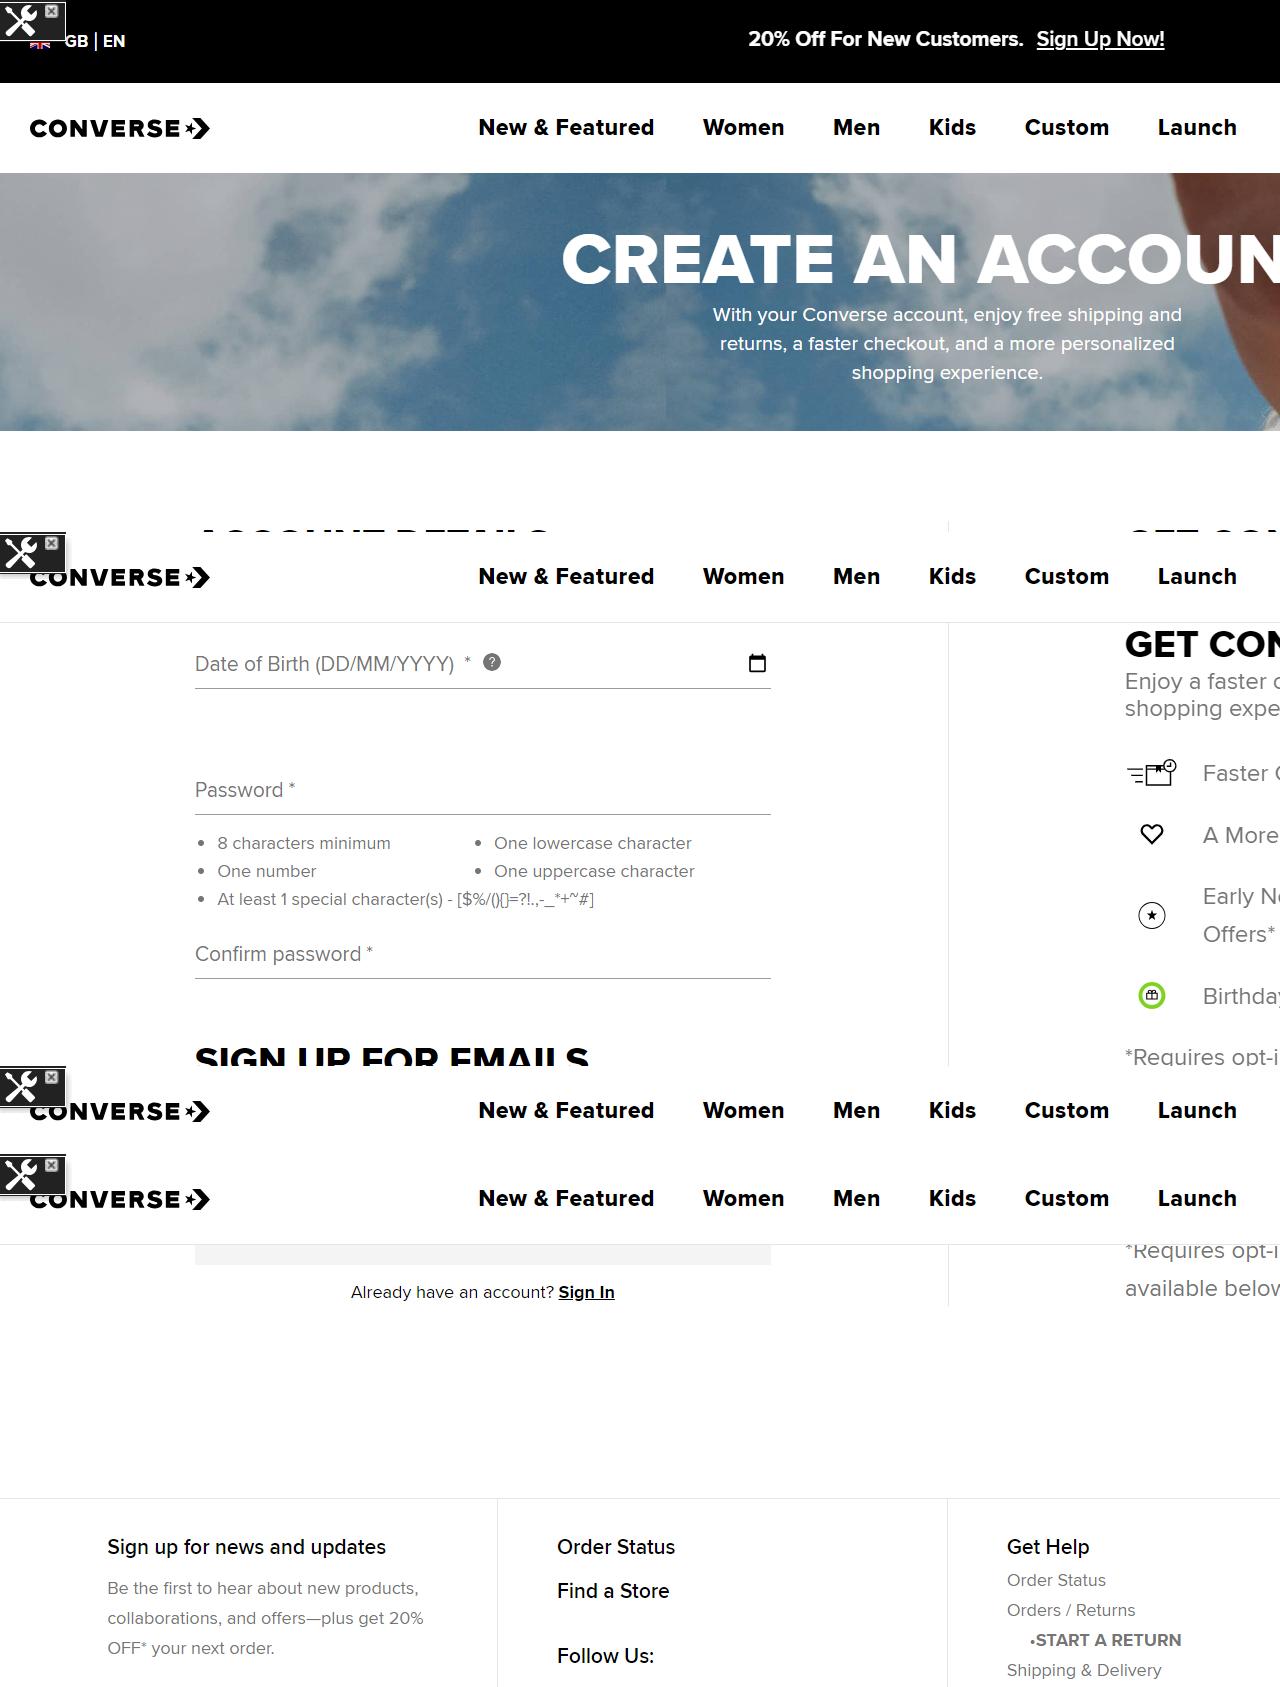 GB | EN
20% Off For New Customers. Sign Up Now!
CONVERSE
New & Featured Women Men Kids Custom Launch
CREATE AN ACCOUN
With your Converse account, enjoy free shipping and
returns, a faster checkout, and a more personalized
shopping experience.
ACCOUNT DETAILS
GET CON
CONVERSE
New & Featured Women Men Kids Custom Launch
Date of Birth (DD/MM/YYYY) * ?
Password *
• 8 characters minimum
• One lowercase character
• One number
• One uppercase character
• At least 1 special character(s) - [$%/(){}=?!.,-_*+~#]
Confirm password *
SIGN UP FOR EMAILS
GET CON
Enjoy a faster
shopping expe
Faster
A More
Early
Offers*
Birthday
*Requires opt-i
CONVERSE
New & Featured Women Men Kids Custom Launch
CONVERSE
New & Featured Women Men Kids Custom Launch
*Requires opt-i
available below
Already have an account? Sign In
Sign up for news and updates
Be the first to hear about new products,
collaborations, and offers—plus get 20%
OFF* your next order.
Order Status
Find a Store
Follow Us:
Get Help
Order Status
Orders / Returns
•START A RETURN
Shipping & Delivery